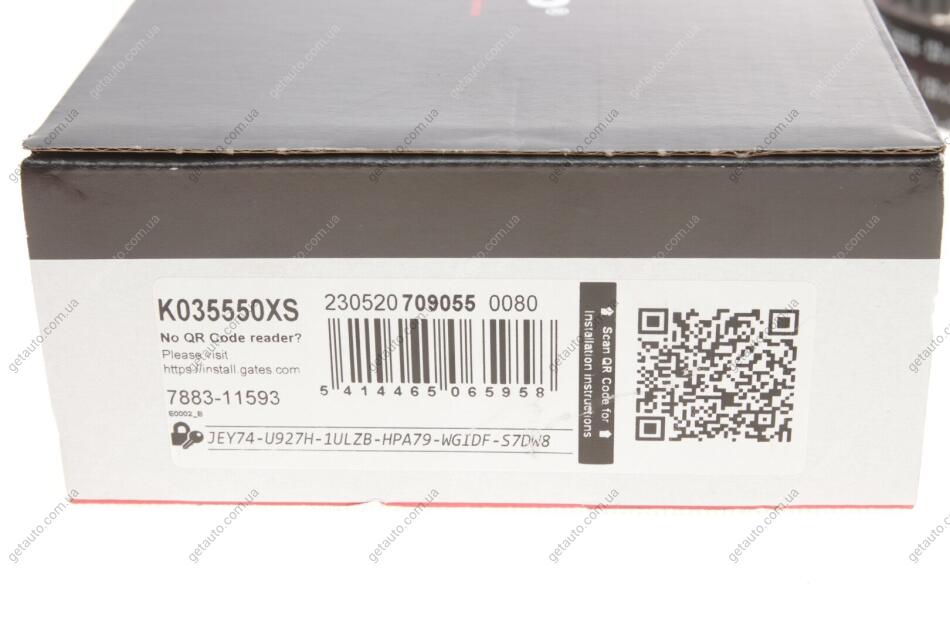 K035550XS
230520 709055 0080
No QR Code reader?
Please visit
https://install.gates.com
5 414465 065958
7883-11593
E0002_B
JEY74-U927H-1ULZB-HPA79-WGIDF-S7DW8
Scan QR Code for
Installation instructions
getauto.com.ua